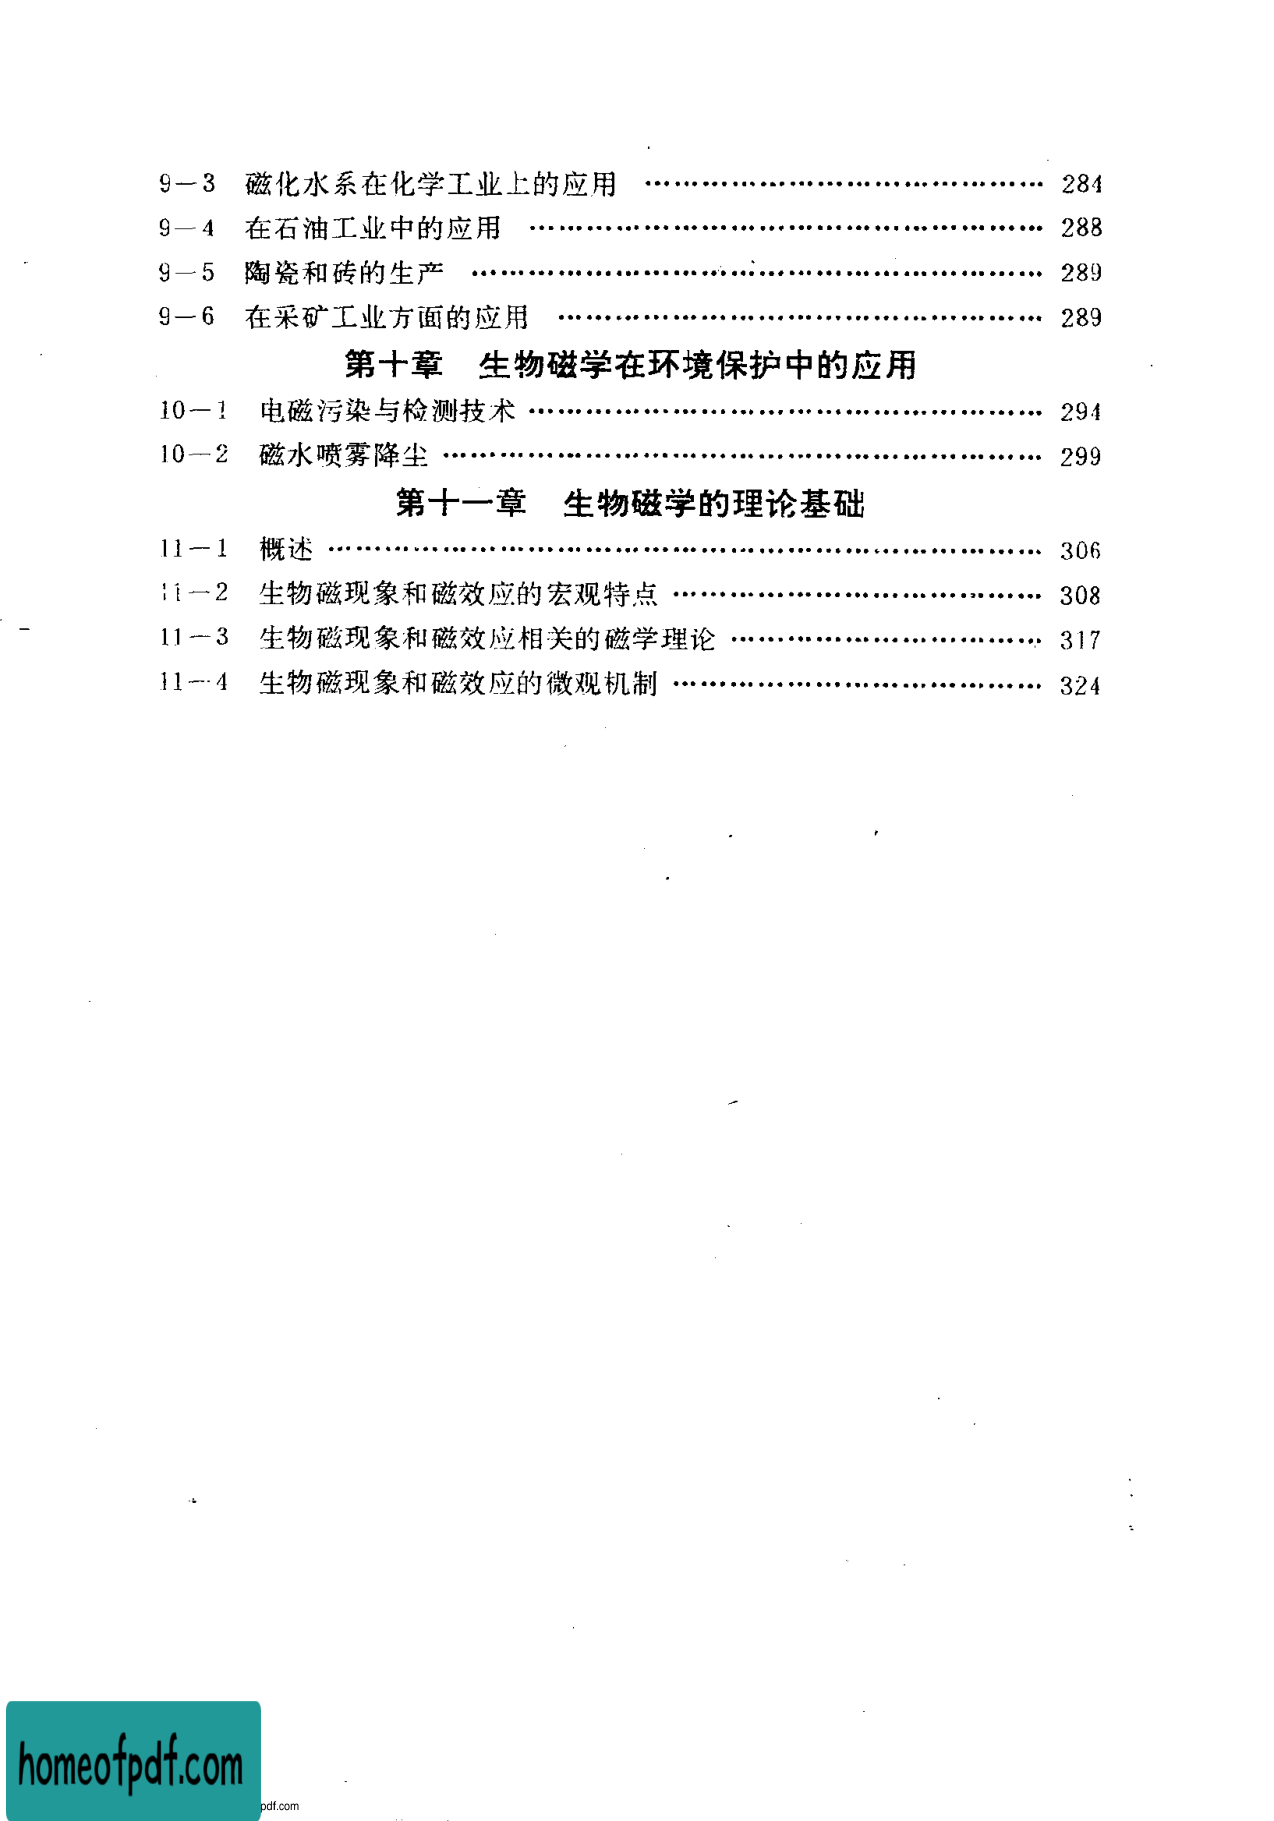 9—3 磁化水系在化学工业上的应用 …………………………………… 284
9—4 在石油工业中的应用 ……………………………………………… 288
9—5 陶瓷和砖的生产 …………………………………………………… 289
9—6 在采矿工业方面的应用 …………………………………………… 289
第十章 生物磁学在环境保护中的应用
10—1 电磁污染与检测技术 ……………………………………………… 294
10—2 磁水喷雾降尘 ……………………………………………………… 299
第十一章 生物磁学的理论基础
11—1 概述 ………………………………………………………………… 306
11—2 生物磁现象和磁效应的宏观特点 ………………………………… 308
11—3 生物磁现象和磁效应相关的磁学理论 …………………………… 317
11—4 生物磁现象和磁效应的微观机制 ………………………………… 324
homeofpdf.com
pdf.com